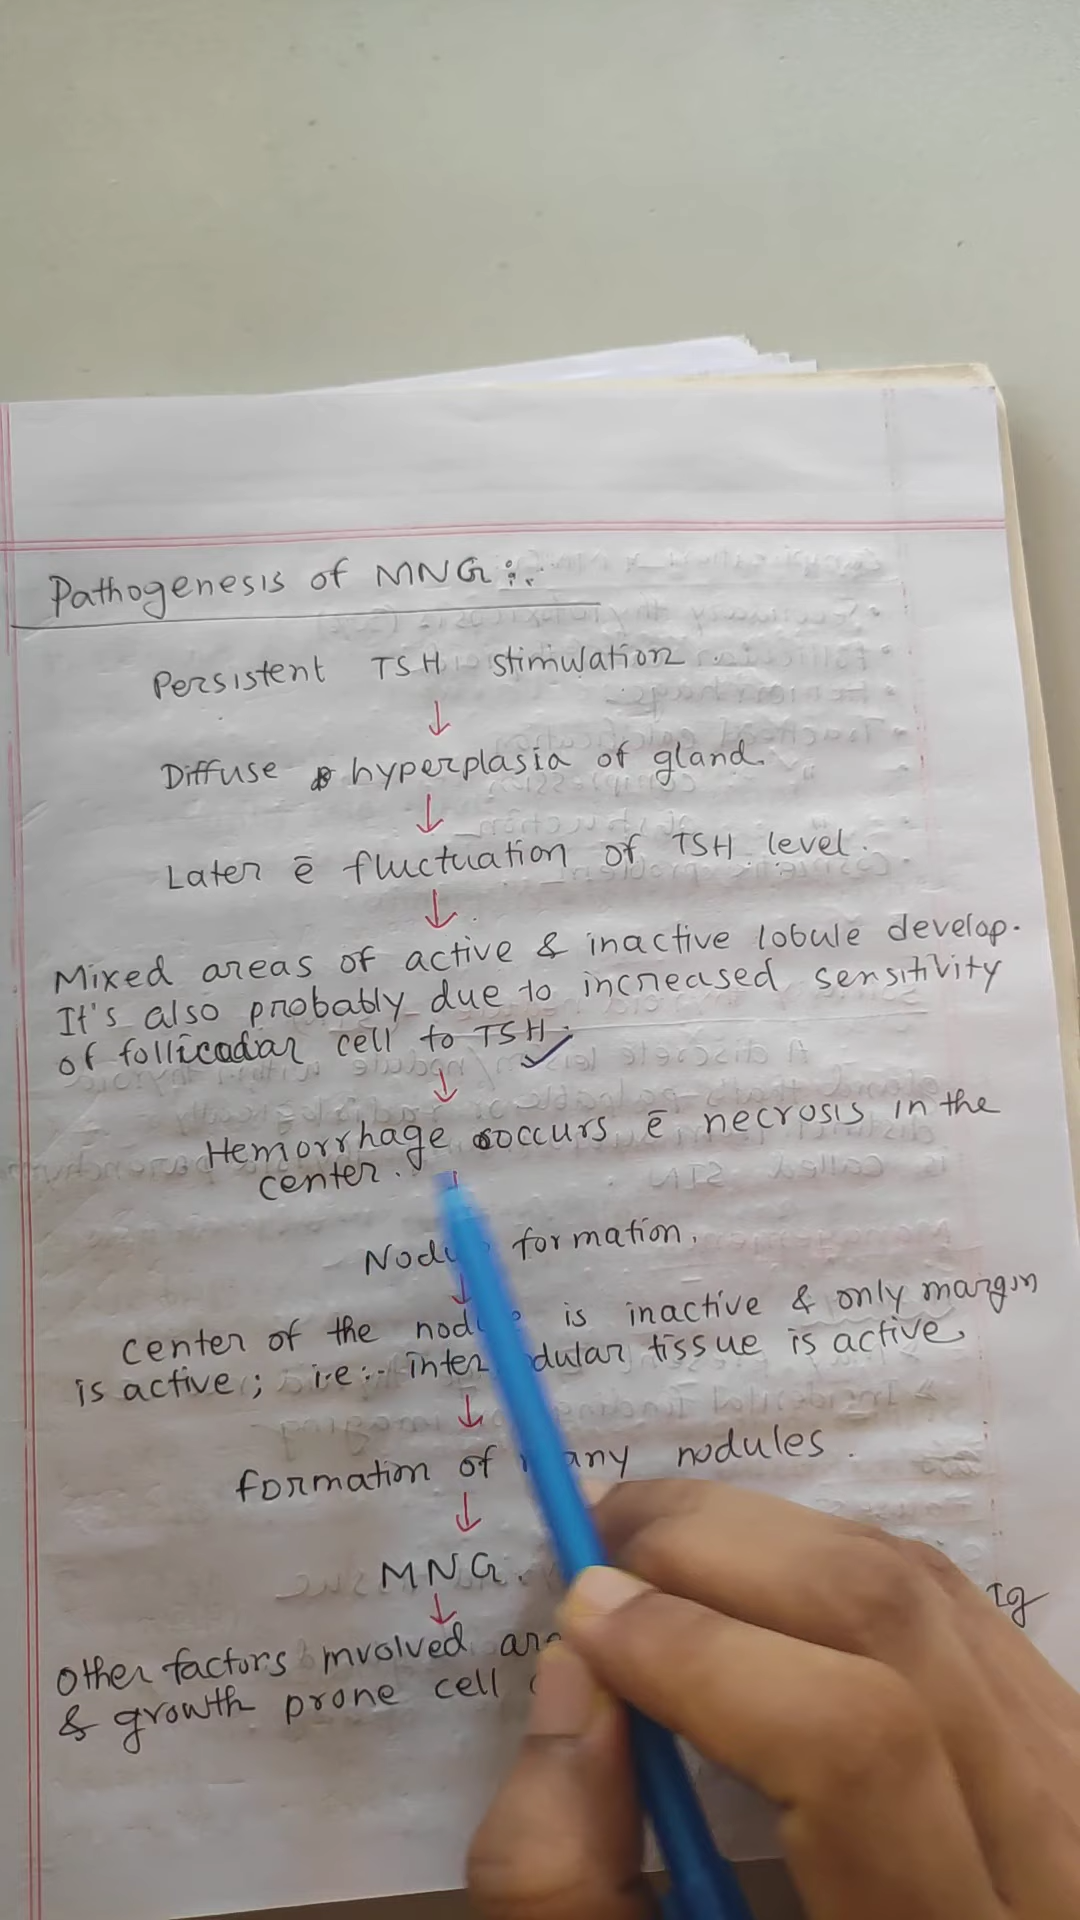 Pathogenesis of MNG:.
Persistent TSH stimulation.
↓
Diffuse hyperplasia of gland.
↓
Later ē fluctuation of TSH level.
↓
Mixed areas of active & inactive lobule develop.
It's also probably due to increased sensitivity
of follicular cell to TSH.
↓
Hemorrhage occurs ē necrosis in the
center.
formation.
↓
center of the is inactive & only margin
is active; i.e:- tissue is active.
↓
formation of nodules.
↓
MNG.
↓
Other factors involved Ig
& growth prone cell